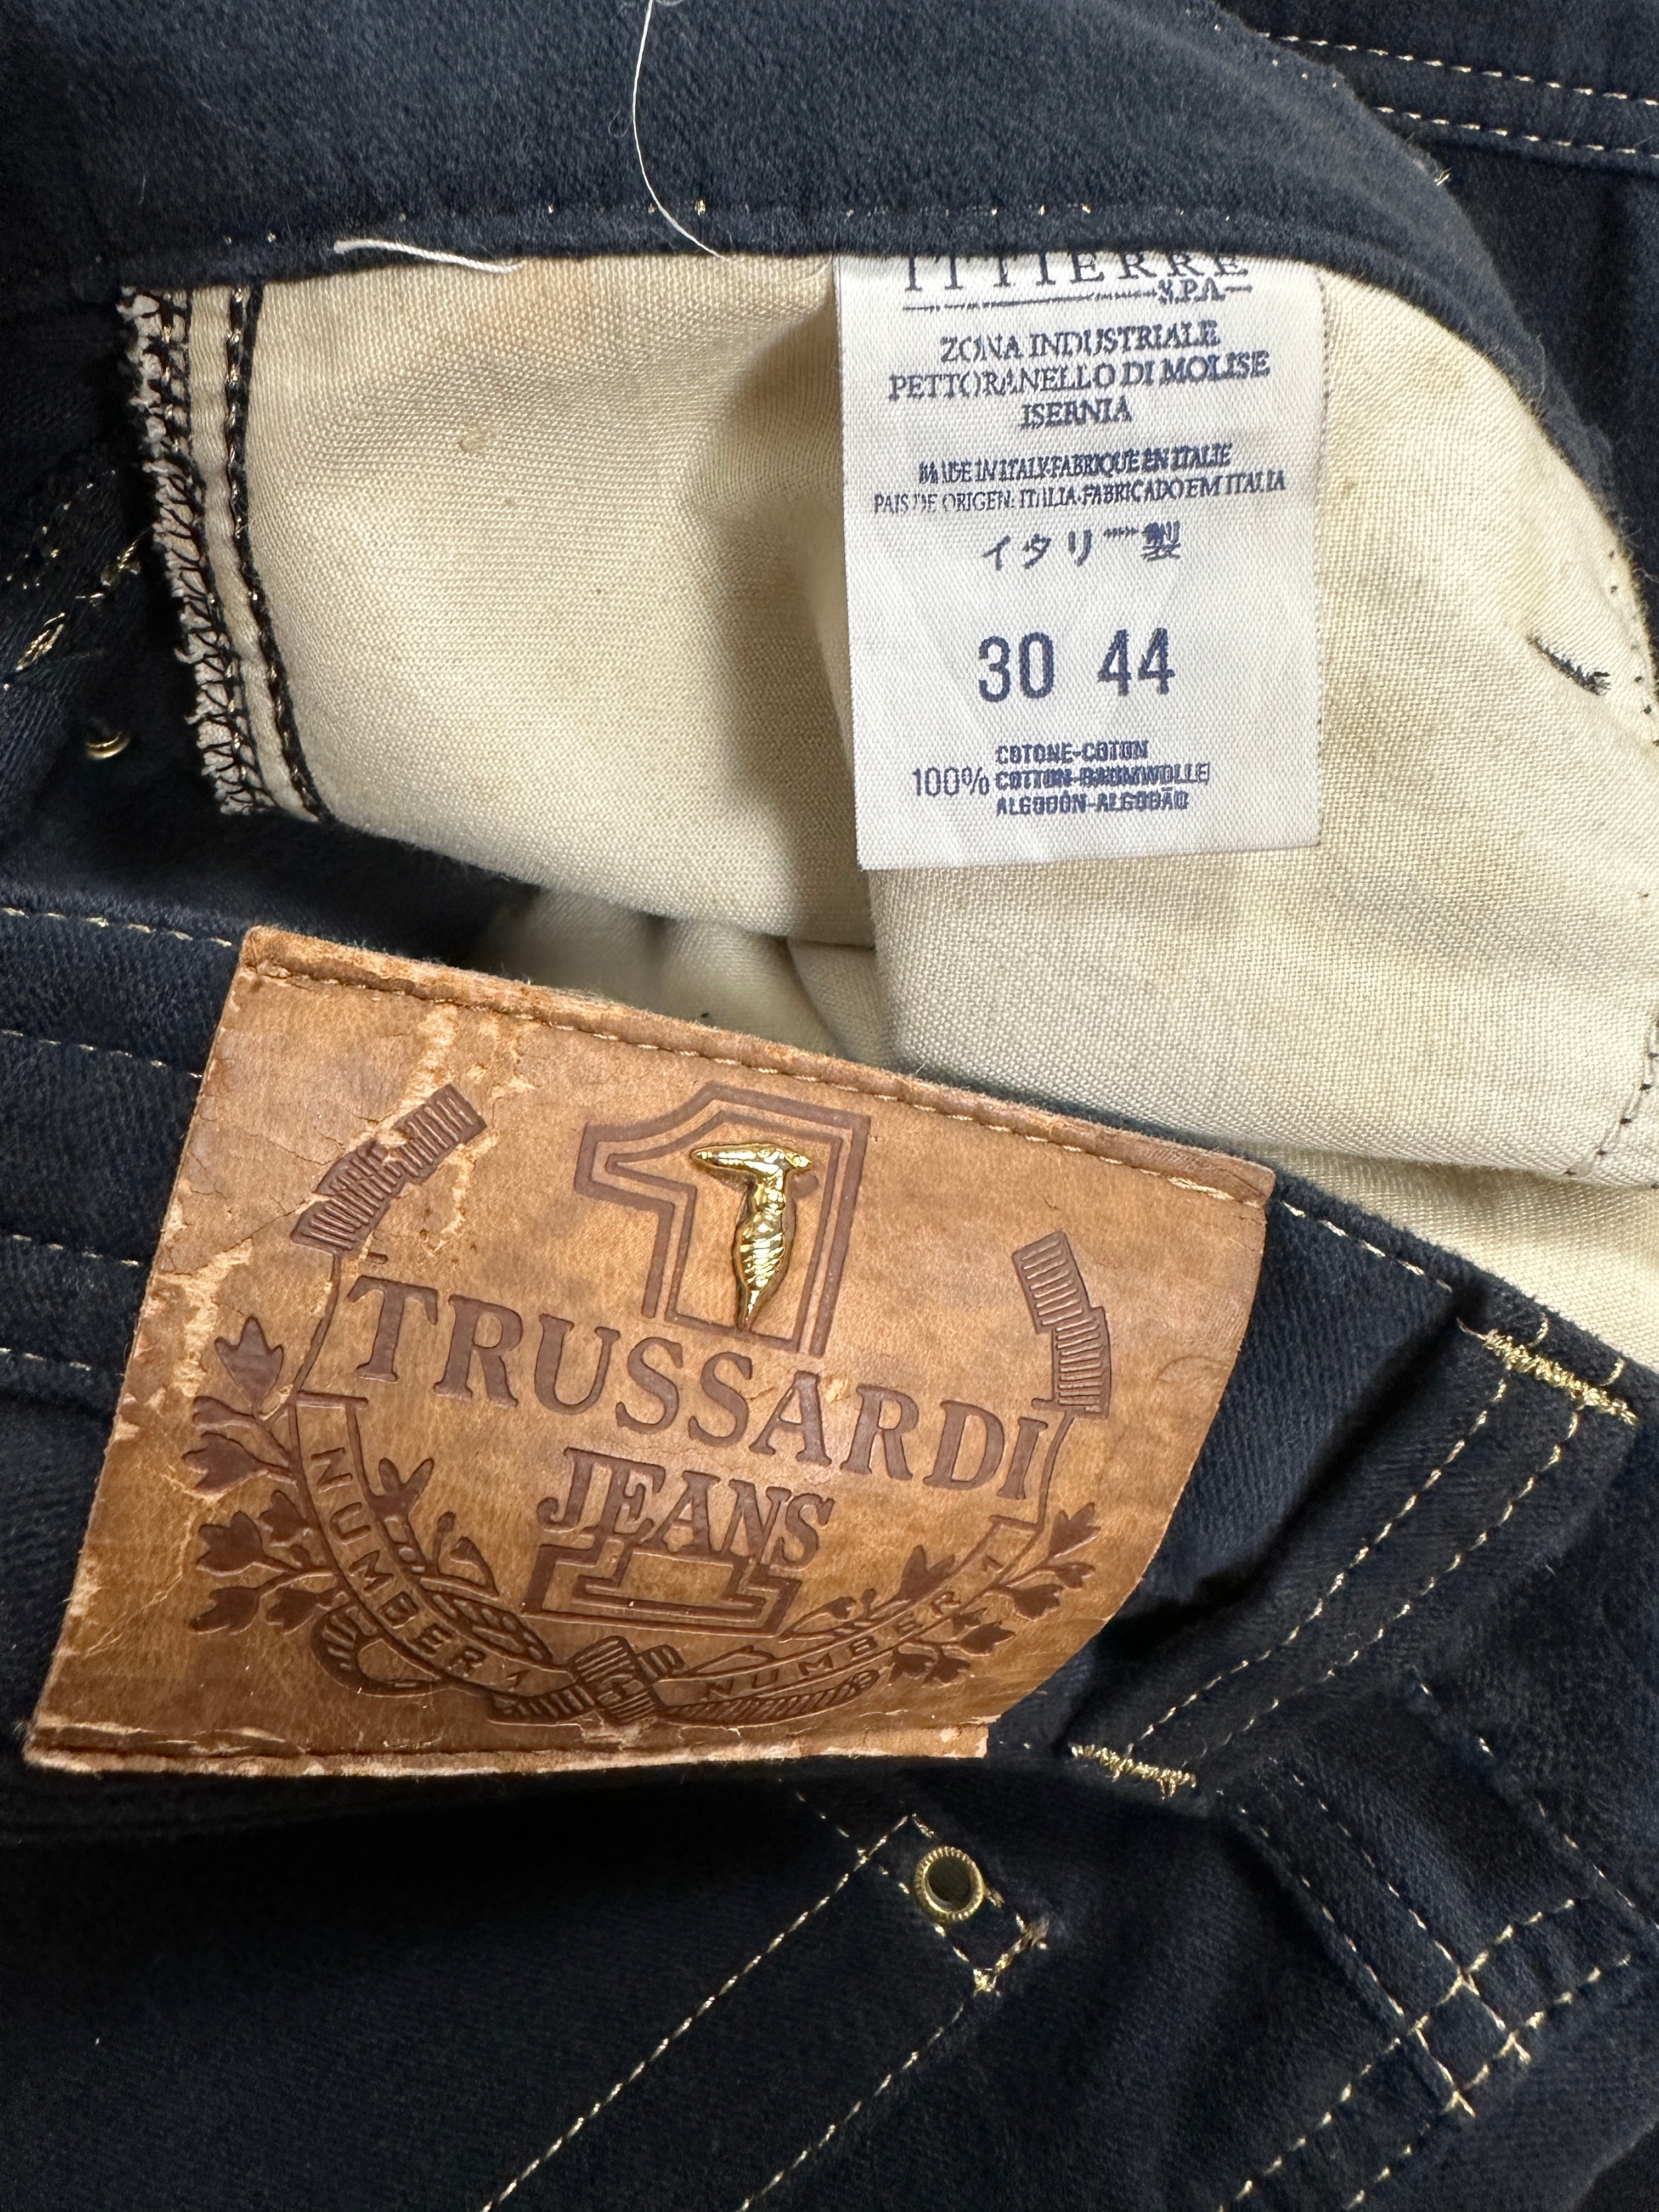 ITTIERRE
S.P.A.
ZONA INDUSTRIALE
PETTORANELLO DI MOLISE
ISERNIA
MADE IN ITALY-FABRIQUE EN ITALIE
PAIS DE ORIGEN: ITALIA-FABRICADO EM ITALIA
イタリー製
30 44
COTONE-COTON
100% COTTON-BAUMWOLLE
ALGODÓN-ALGODÃO
1
TRUSSARDI
JEANS
NUMBER 1
NUMBER 1